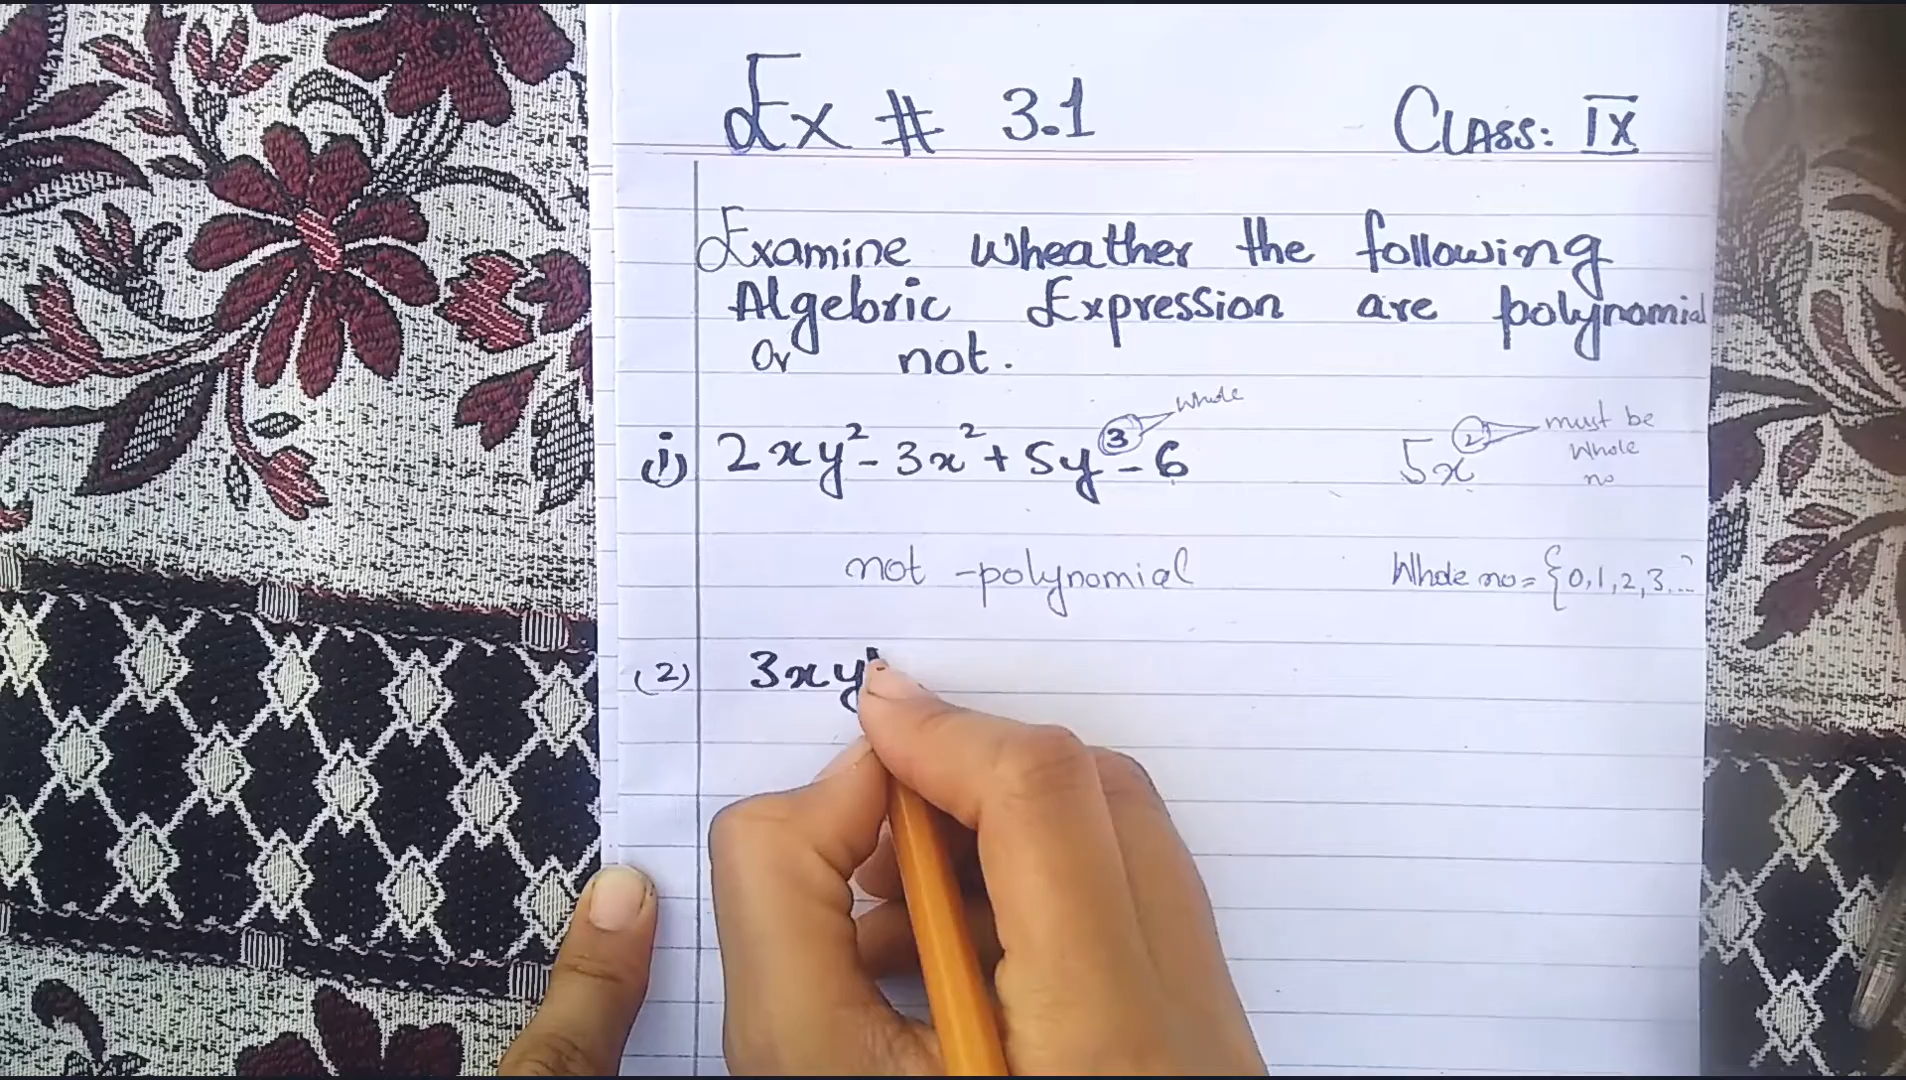 Ex # 3.1 CLASS: IX
Examine wheather the following
Algebric Expression are polynomial
Or not.
(i) 2xy² - 3x² + 5y³ - 6 Whole 5x² must be
Whole
no
not - polynomial Whole no = {0,1,2,3...
(2) 3xy